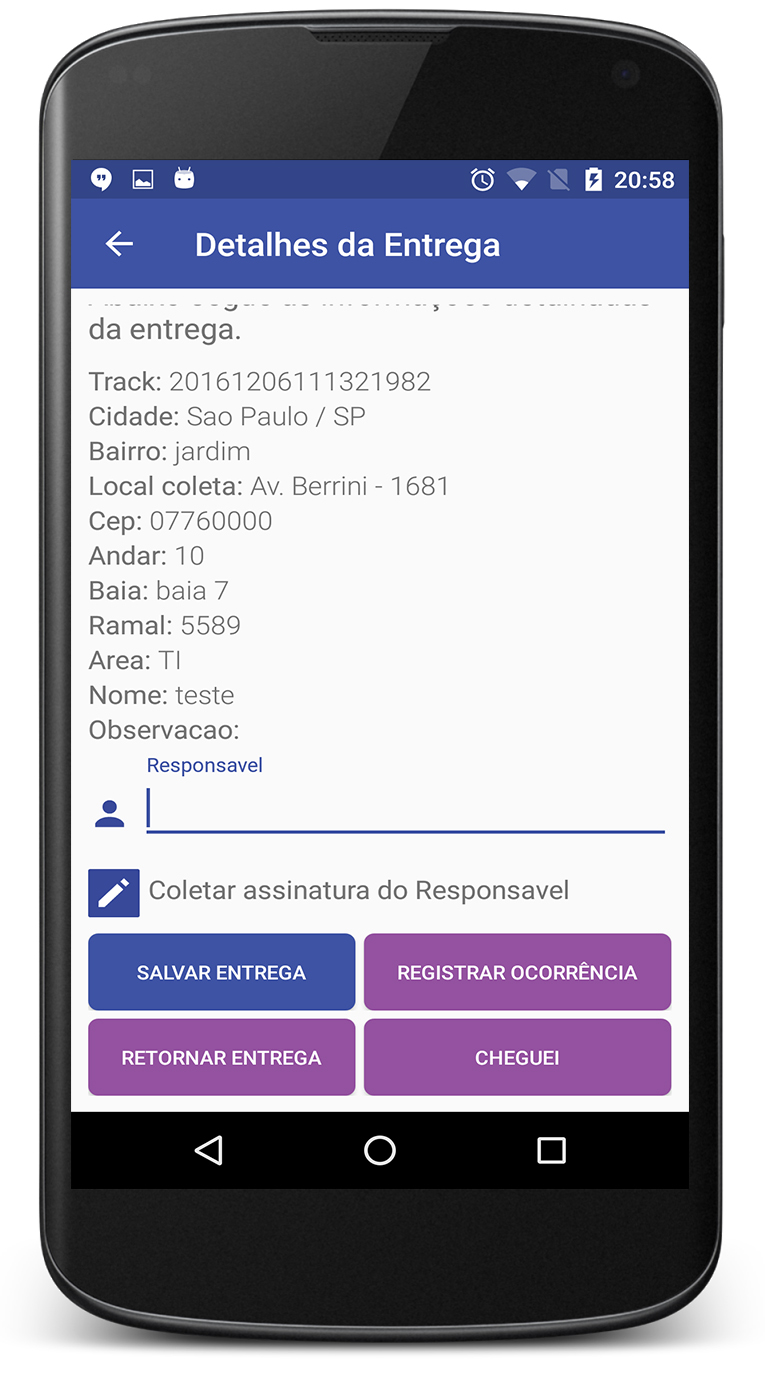 20:58
Detalhes da Entrega
da entrega.
Track: 20161206111321982
Cidade: Sao Paulo / SP
Bairro: jardim
Local coleta: Av. Berrini - 1681
Cep: 07760000
Andar: 10
Baia: baia 7
Ramal: 5589
Area: TI
Nome: teste
Observacao:
Responsavel
Coletar assinatura do Responsavel
SALVAR ENTREGA
REGISTRAR OCORRÊNCIA
RETORNAR ENTREGA
CHEGUEI